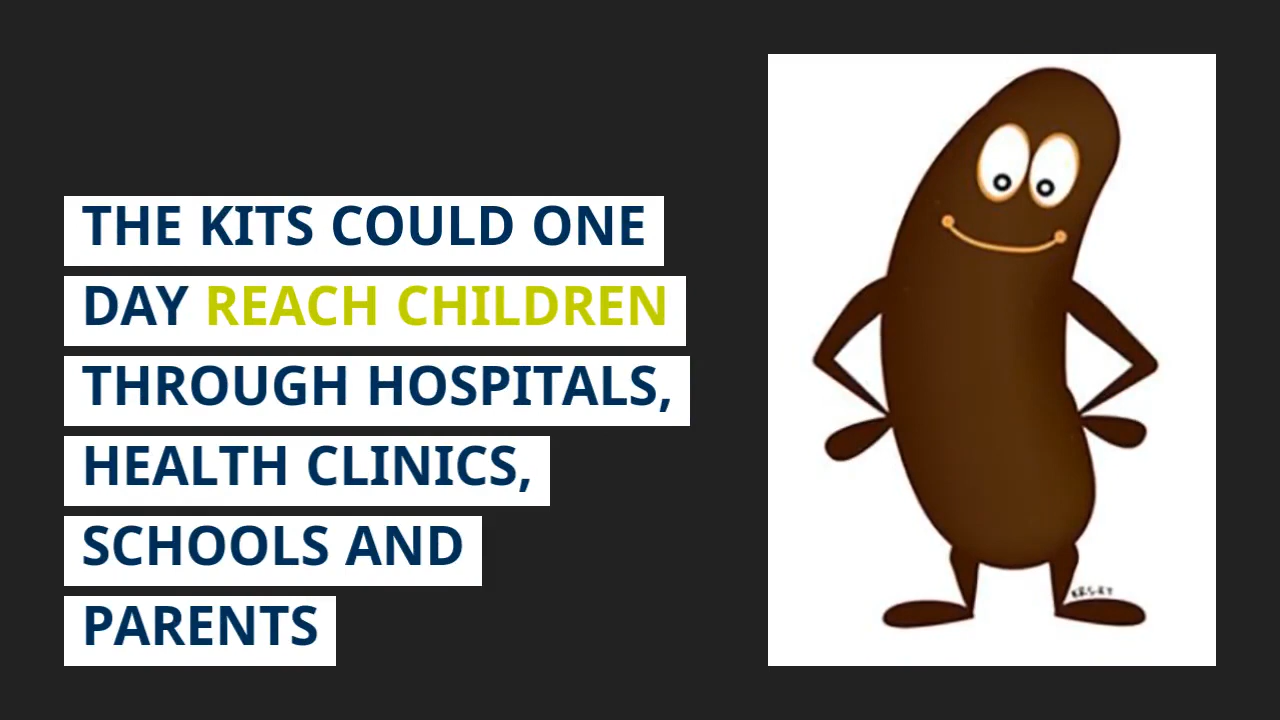 THE KITS COULD ONE
DAY REACH CHILDREN
THROUGH HOSPITALS,
HEALTH CLINICS,
SCHOOLS AND
PARENTS